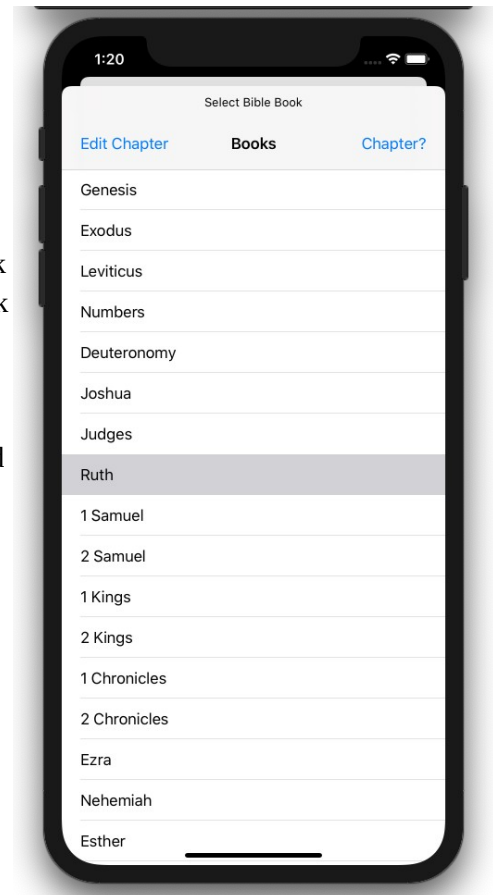 1:20
Select Bible Book
Edit Chapter Books Chapter?
Genesis
Exodus
Leviticus
Numbers
Deuteronomy
Joshua
Judges
Ruth
1 Samuel
2 Samuel
1 Kings
2 Kings
1 Chronicles
2 Chronicles
Ezra
Nehemiah
Esther